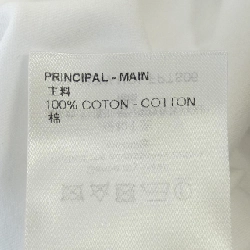 PRINCIPAL - MAIN
主料
100% COTON - COTTON
棉